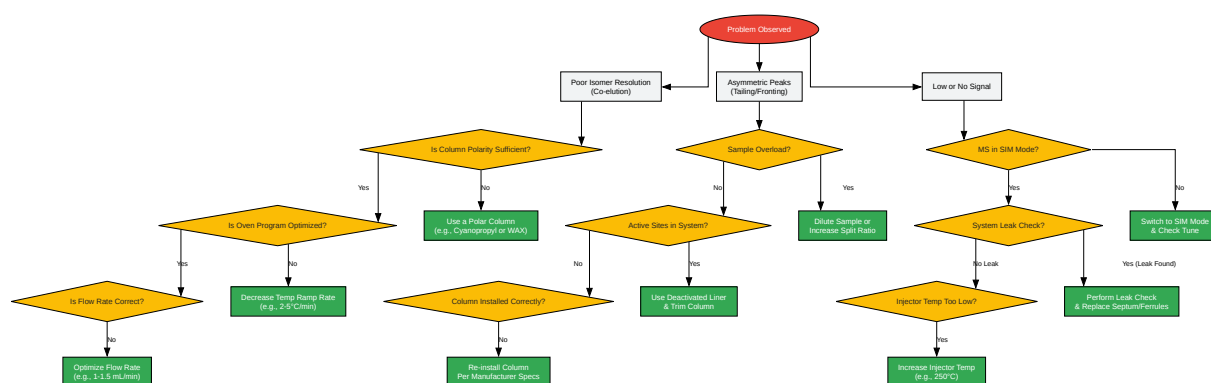 Problem Observed
Poor Isomer Resolution
(Co-elution)
Asymmetric Peaks
(Tailing/Fronting)
Low or No Signal
Is Column Polarity Sufficient?
Sample Overload?
MS in SIM Mode?
Yes
No
No
Yes
Yes
No
Is Oven Program Optimized?
Use a Polar Column
(e.g., Cyanopropyl or WAX)
Active Sites in System?
Dilute Sample or
Increase Split Ratio
System Leak Check?
Switch to SIM Mode
& Check Tune
Yes
No
No
Yes
No Leak
Yes (Leak Found)
Is Flow Rate Correct?
Decrease Temp Ramp Rate
(e.g., 2-5°C/min)
Column Installed Correctly?
Use Deactivated Liner
& Trim Column
Injector Temp Too Low?
Perform Leak Check
& Replace Septum/Ferrules
No
No
Yes
Optimize Flow Rate
(e.g., 1-1.5 mL/min)
Re-install Column
Per Manufacturer Specs
Increase Injector Temp
(e.g., 250°C)